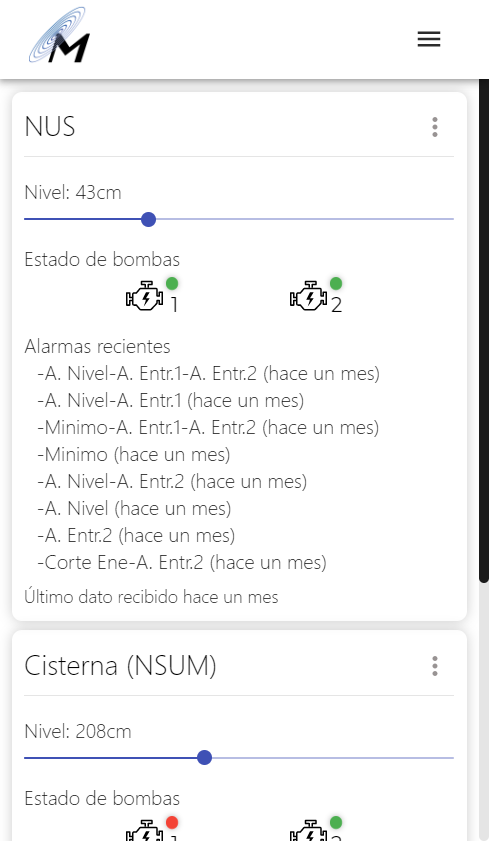 M
NUS
Nivel: 43cm
Estado de bombas
1 2
Alarmas recientes
-A. Nivel-A. Entr.1-A. Entr.2 (hace un mes)
-A. Nivel-A. Entr.1 (hace un mes)
-Minimo-A. Entr.1-A. Entr.2 (hace un mes)
-Minimo (hace un mes)
-A. Nivel-A. Entr.2 (hace un mes)
-A. Nivel (hace un mes)
-A. Entr.2 (hace un mes)
-Corte Ene-A. Entr.2 (hace un mes)
Último dato recibido hace un mes
Cisterna (NSUM)
Nivel: 208cm
Estado de bombas
1 2